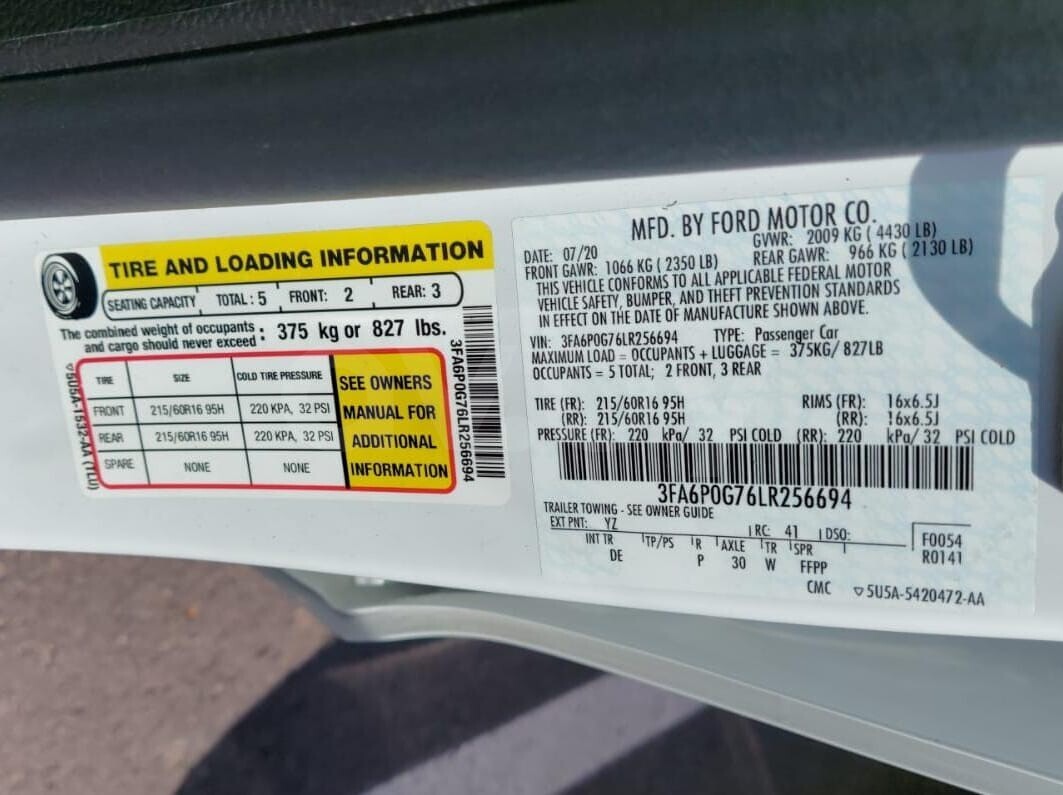 TIRE AND LOADING INFORMATION
SEATING CAPACITY TOTAL: 5 FRONT: 2 REAR: 3
The combined weight of occupants and cargo should never exceed : 375 kg or 827 lbs.
TIRE SIZE COLD TIRE PRESSURE
FRONT 215/60R16 95H 220 KPA, 32 PSI
REAR 215/60R16 95H 220 KPA, 32 PSI
SPARE NONE NONE
SEE OWNERS
MANUAL FOR
ADDITIONAL
INFORMATION
5U5A-1532-AA (TLU)
3FA6P0G76LR256694
MFD. BY FORD MOTOR CO.
DATE: 07/20 GVWR: 2009 KG ( 4430 LB)
FRONT GAWR: 1066 KG ( 2350 LB) REAR GAWR: 966 KG ( 2130 LB)
THIS VEHICLE CONFORMS TO ALL APPLICABLE FEDERAL MOTOR
VEHICLE SAFETY, BUMPER, AND THEFT PREVENTION STANDARDS
IN EFFECT ON THE DATE OF MANUFACTURE SHOWN ABOVE.
VIN: 3FA6P0G76LR256694 TYPE: Passenger Car
MAXIMUM LOAD = OCCUPANTS + LUGGAGE = 375KG/ 827LB
OCCUPANTS = 5 TOTAL; 2 FRONT, 3 REAR
TIRE (FR): 215/60R16 95H RIMS (FR): 16x6.5J
(RR): 215/60R16 95H (RR): 16x6.5J
PRESSURE (FR): 220 kPa/ 32 PSI COLD (RR): 220 kPa/ 32 PSI COLD
3FA6P0G76LR256694
TRAILER TOWING - SEE OWNER GUIDE
EXT PNT: YZ RC: 41 DSO:
INT TR TP/PS R AXLE TR SPR
DE P 30 W FFPP
F0054
R0141
CMC 5U5A-5420472-AA